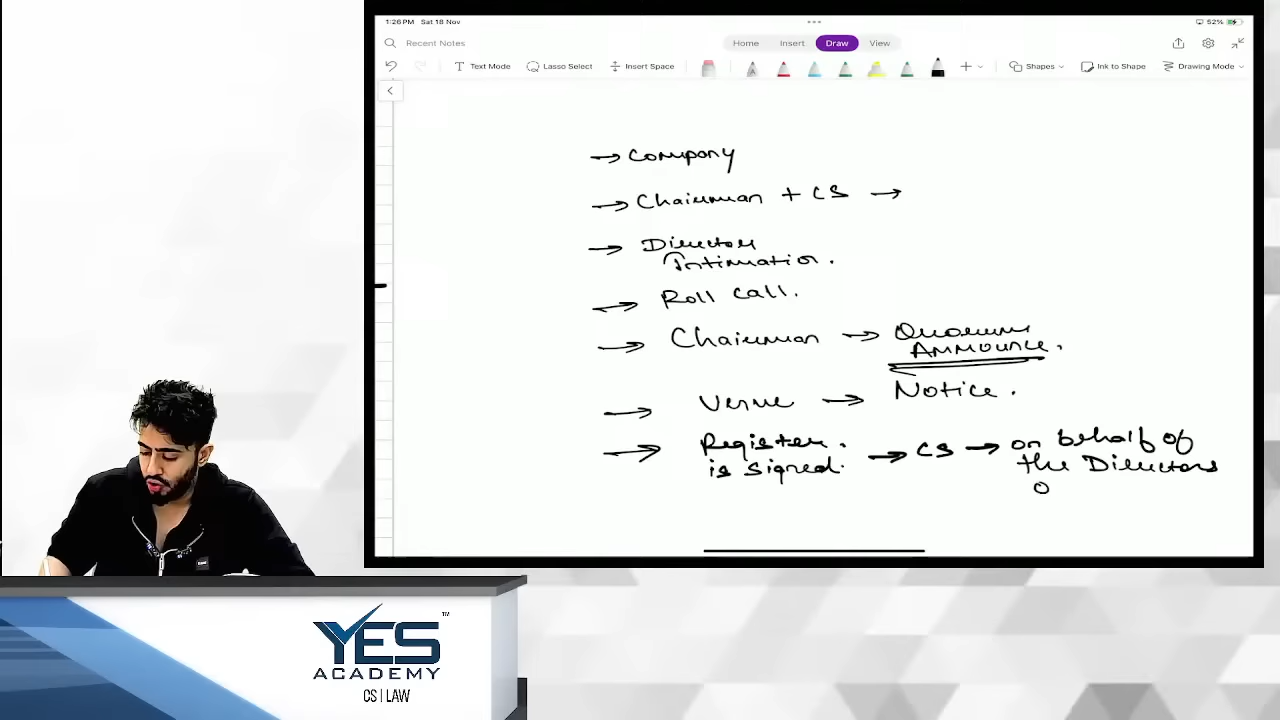 1:26 PM Sat 18 Nov
52%
Recent Notes
Home Insert Draw View
Text Mode Lasso Select Insert Space Shapes Ink to Shape Drawing Mode
→ Company
→ Chairman + CS →
→ Director
Intimation.
→ Roll call.
→ Chairman → Quorum
Announce.
→ Venue → Notice.
→ Register. → CS → on behalf of
is signed. the Directors
o
YES™
ACADEMY
CS | LAW